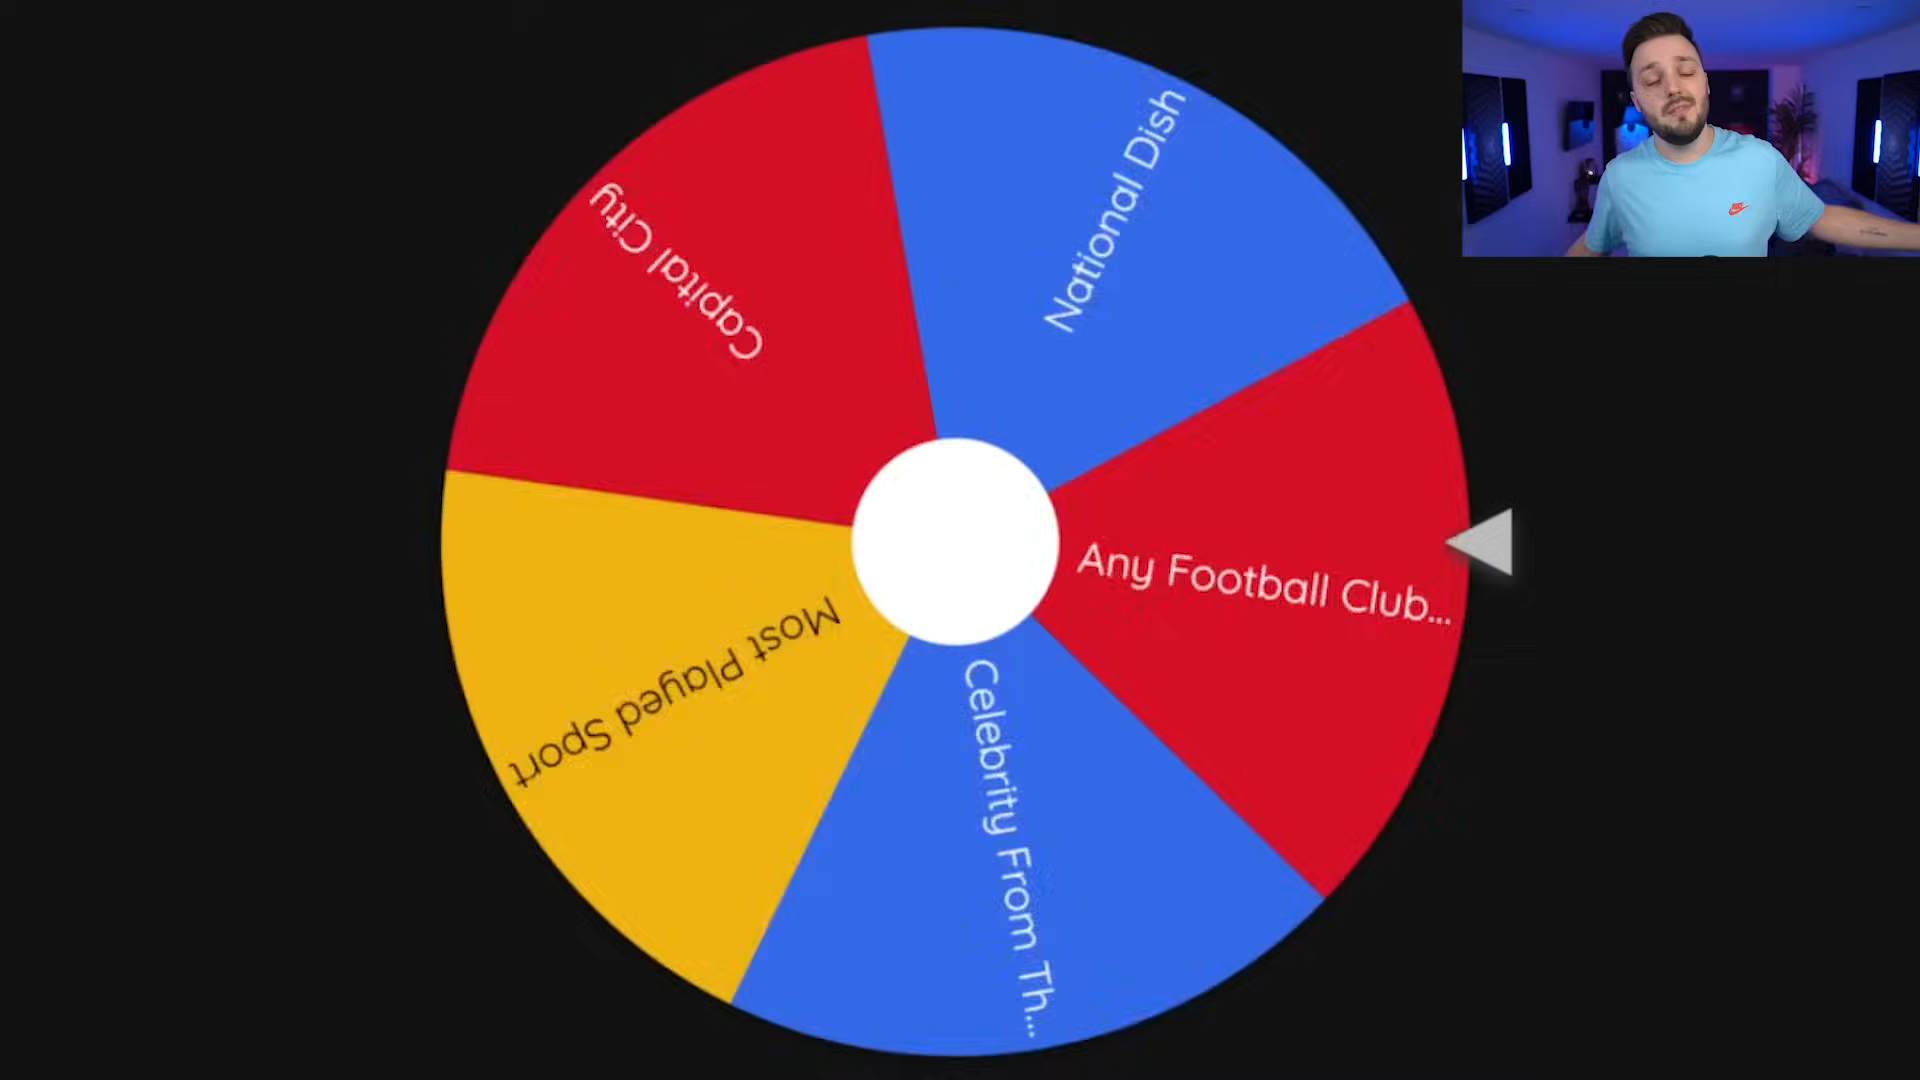 National Dish
Capital City
Any Football Club...
Most Played Sport
Celebrity From Th...